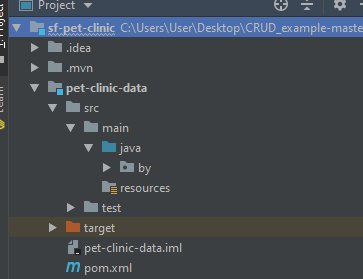 Project
sf-pet-clinic C:\Users\User\Desktop\CRUD_example-maste
.idea
.mvn
pet-clinic-data
src
main
java
by
resources
test
target
pet-clinic-data.iml
pom.xml